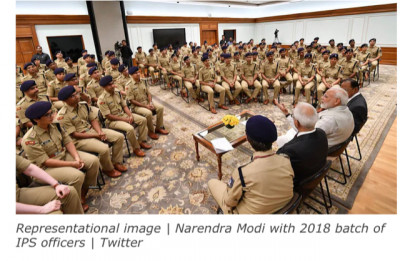 Representational image | Narendra Modi with 2018 batch of
IPS officers | Twitter